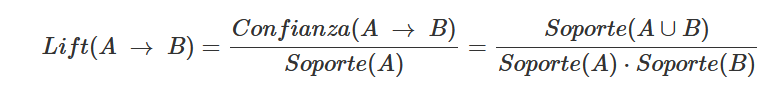 Lift(A → B) = Confianza(A → B) / Soporte(A) = Soporte(A ∪ B) / Soporte(A) · Soporte(B)